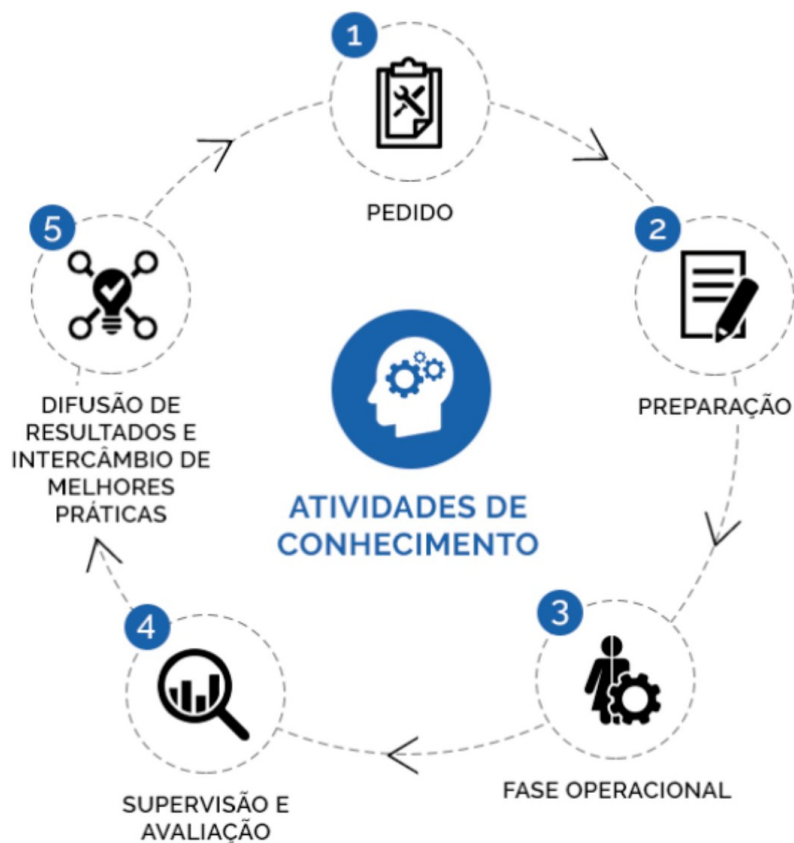 1
PEDIDO
2
PREPARAÇÃO
3
FASE OPERACIONAL
4
SUPERVISÃO E
AVALIAÇÃO
5
DIFUSÃO DE
RESULTADOS E
INTERCÂMBIO DE
MELHORES
PRÁTICAS
ATIVIDADES DE
CONHECIMENTO